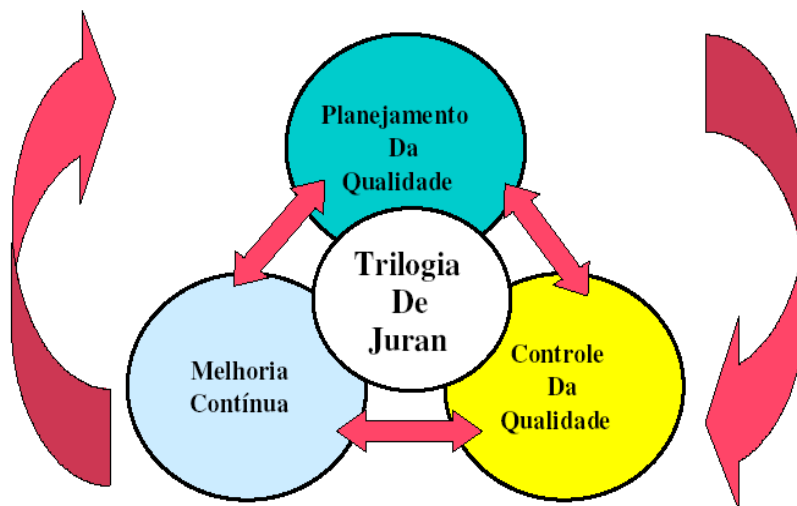 Planejamento
Da
Qualidade
Trilogia
De
Juran
Melhoria
Contínua
Controle
Da
Qualidade